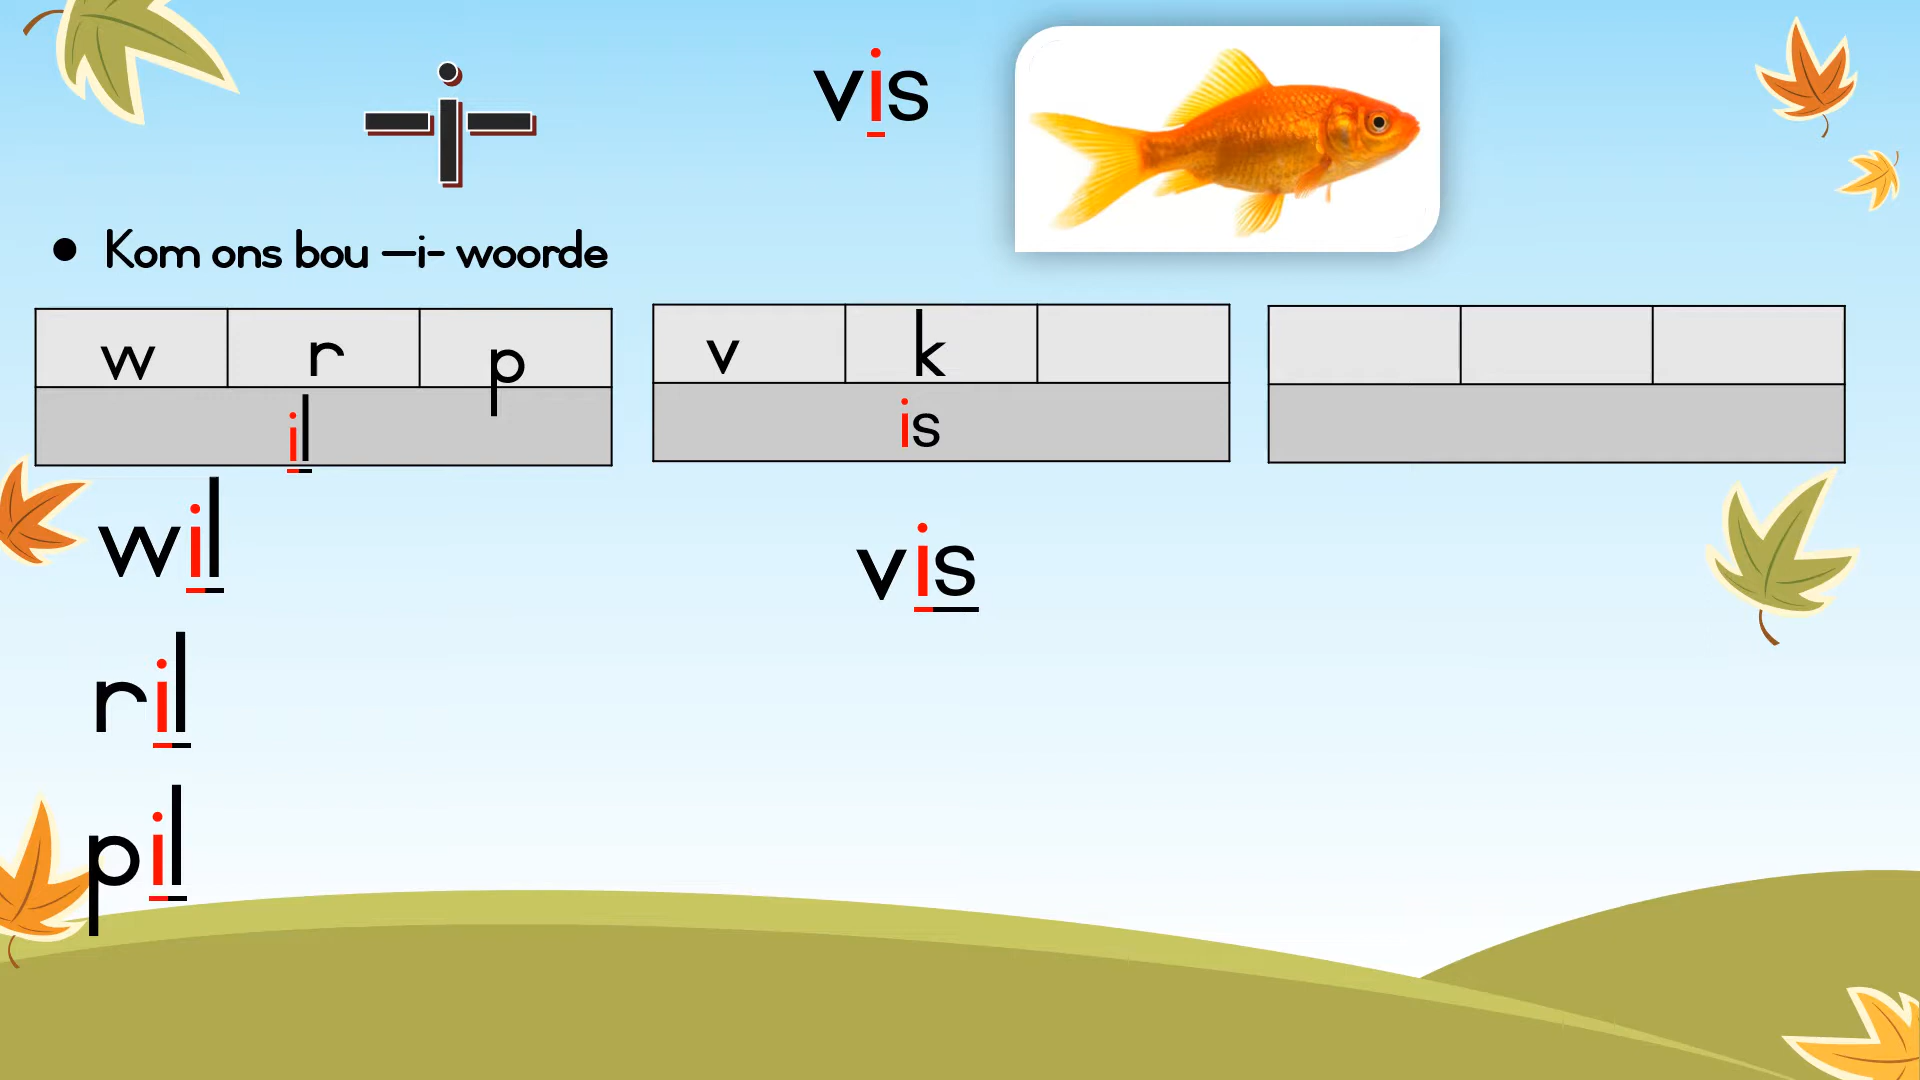 -i-
vis
● Kom ons bou –i- woorde
w r p
il
v k
is
wil
ril
pil
vis